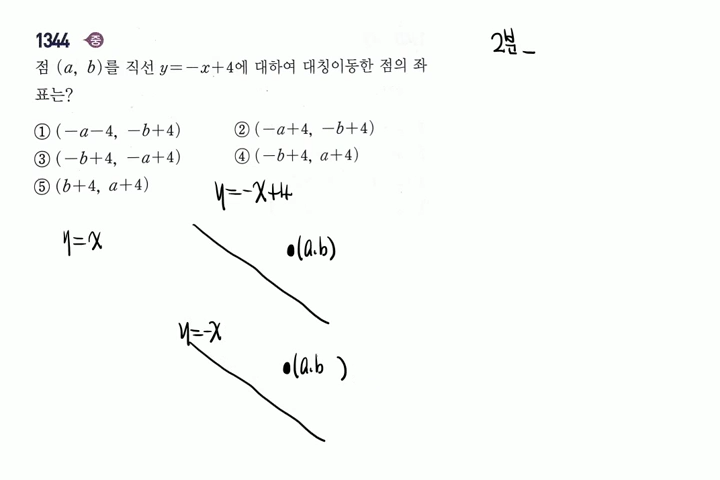 1344 중
점 (a, b)를 직선 y=-x+4에 대하여 대칭이동한 점의 좌
표는?
① (-a-4, -b+4) ② (-a+4, -b+4)
③ (-b+4, -a+4) ④ (-b+4, a+4)
⑤ (b+4, a+4)
2분
y=-x+4
y=x
(a.b)
y=-x
(a.b )